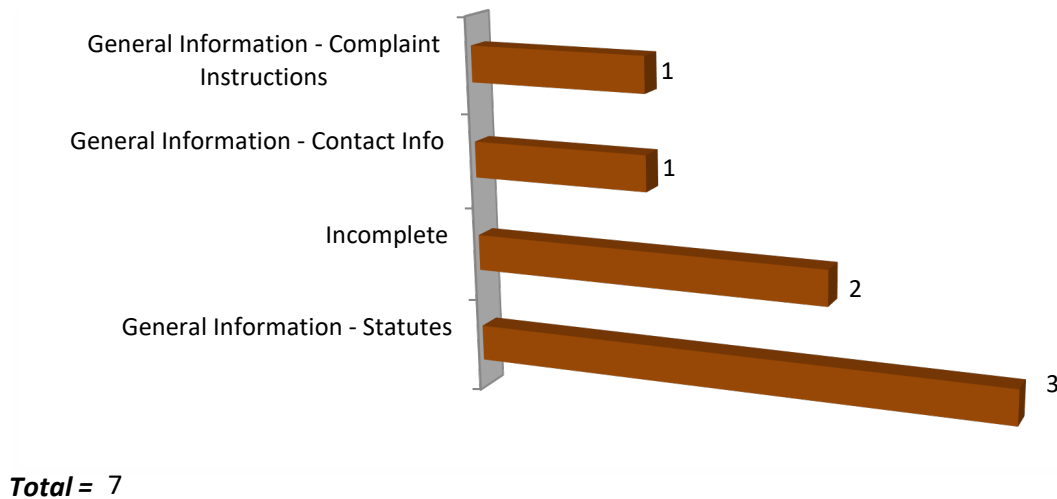 General Information - Complaint
Instructions
1
General Information - Contact Info
1
Incomplete
2
General Information - Statutes
3
Total = 7